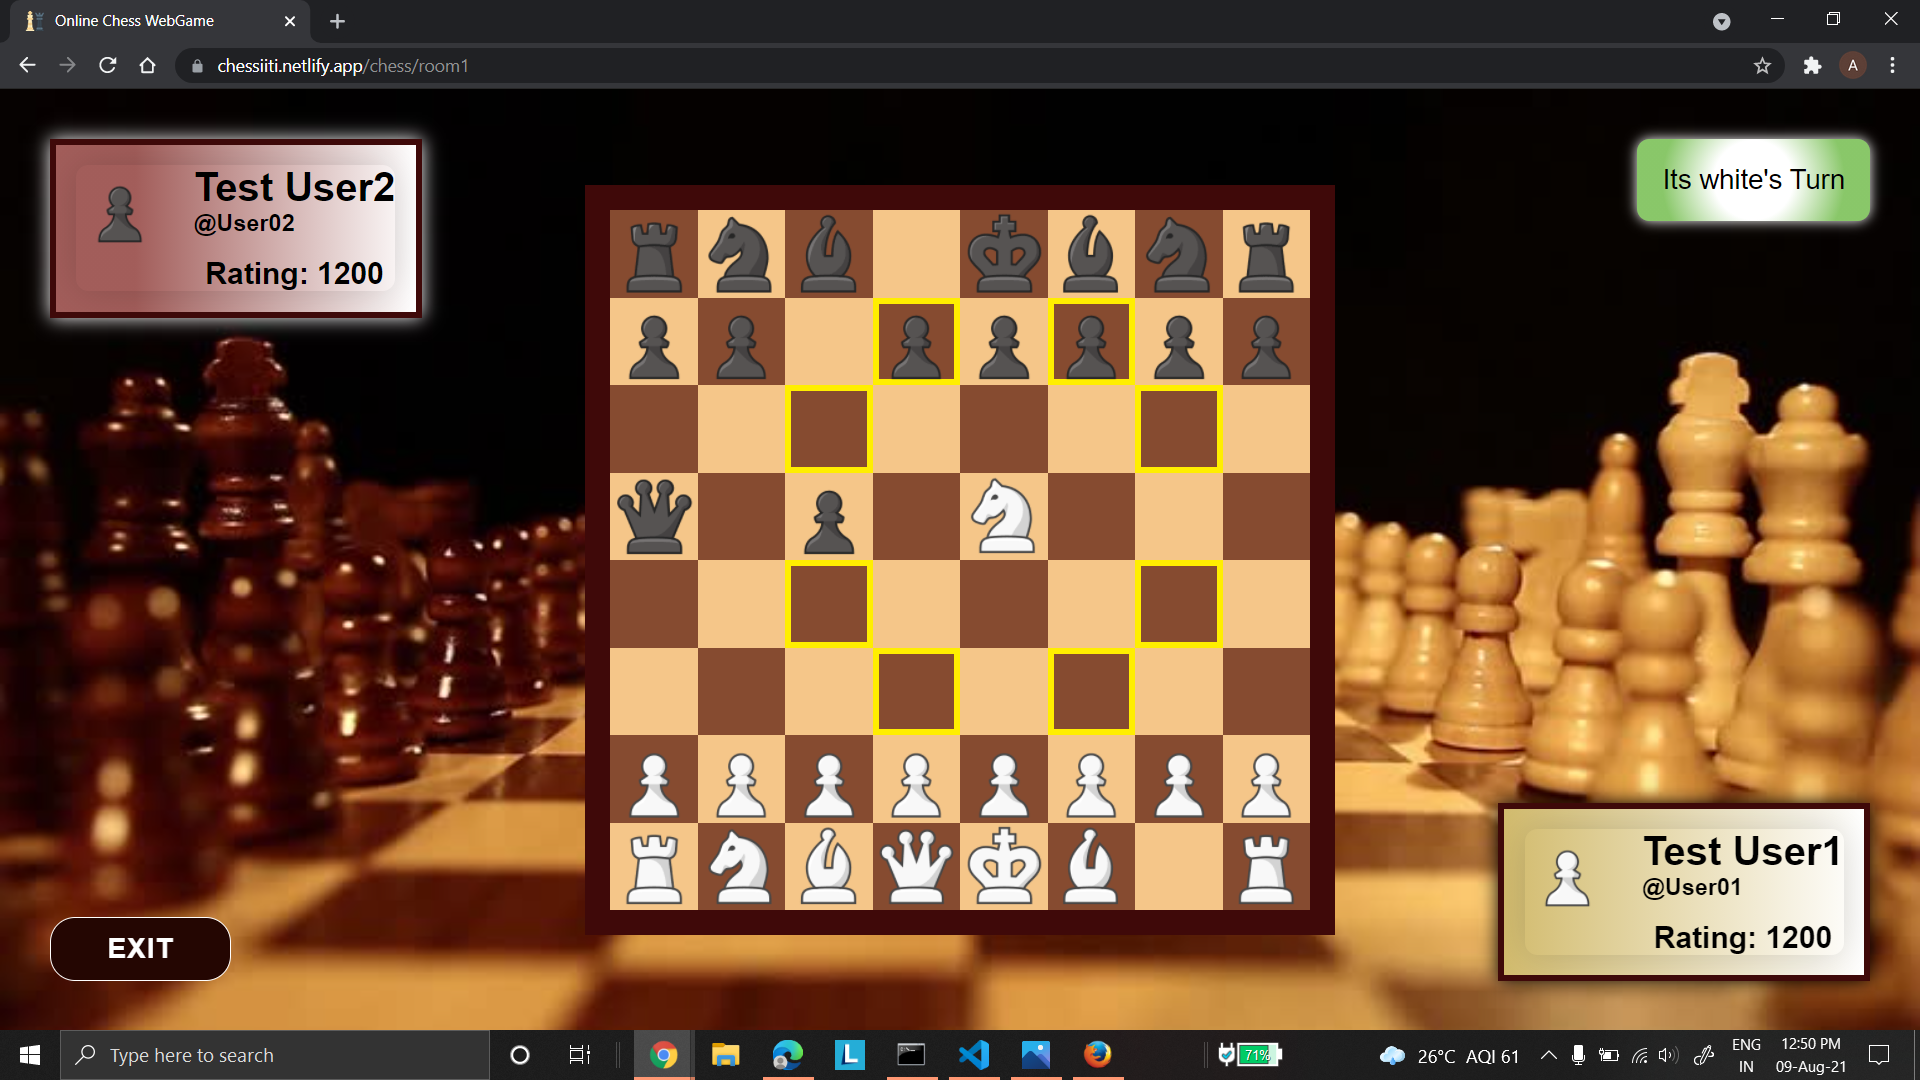 Online Chess WebGame
chessiiti.netlify.app/chess/room1
A
Test User2
@User02
Rating: 1200
Its white's Turn
Test User1
@User01
Rating: 1200
EXIT
Type here to search
L
71%
26°C AQI 61
ENG
IN
12:50 PM
09-Aug-21